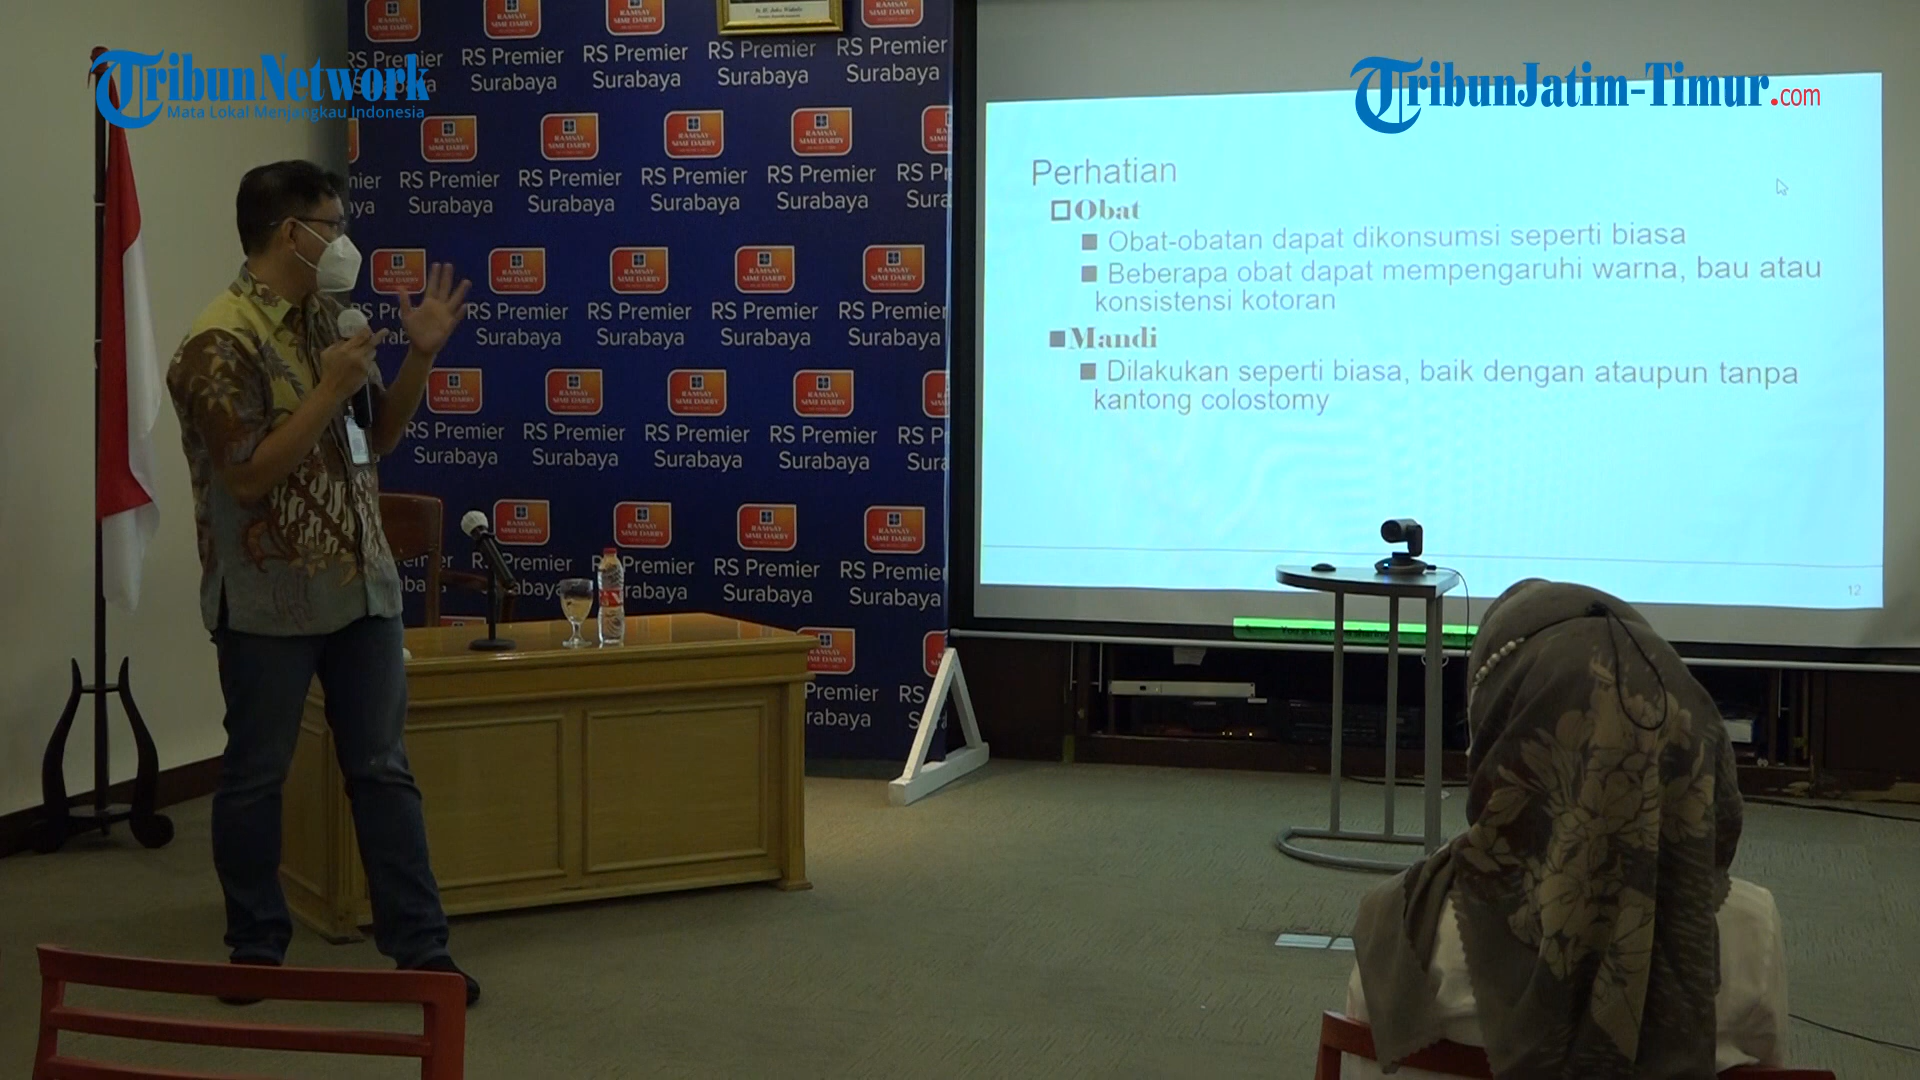 TribunNetwork
Mata Lokal Menjangkau Indonesia
TribunJatim-Timur.com
RS Premier
Surabaya
RAMSAY
SIME DARBY
Perhatian
Obat
Obat-obatan dapat dikonsumsi seperti biasa
Beberapa obat dapat mempengaruhi warna, bau atau
konsistensi kotoran
Mandi
Dilakukan seperti biasa, baik dengan ataupun tanpa
kantong colostomy
12